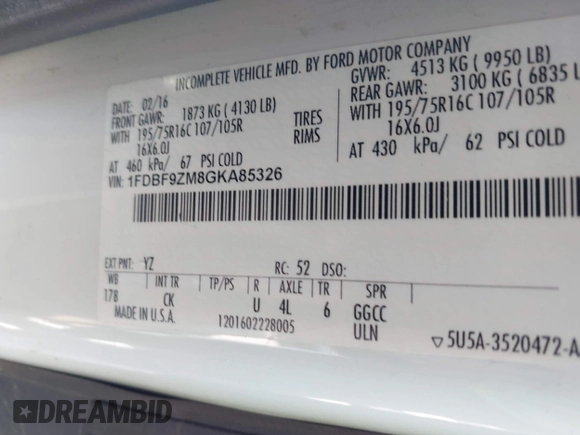 INCOMPLETE VEHICLE MFD. BY FORD MOTOR COMPANY
DATE: 02/16
GVWR: 4513 KG ( 9950 LB)
FRONT GAWR: 1873 KG ( 4130 LB)
REAR GAWR: 3100 KG ( 6835 L
WITH 195/75R16C 107/105R
TIRES
WITH 195/75R16C 107/105R
16X6.0J
RIMS
16X6.0J
AT 460 kPa/ 67 PSI COLD
AT 430 kPa/ 62 PSI COLD
VIN: 1FDBF9ZM8GKA85326
EXT PNT: YZ
RC: 52 DSO:
WB INT TR TP/PS R AXLE TR SPR
178 CK U 4L 6 GGCC
MADE IN U.S.A. 1201602228005 ULN
5U5A-3520472-A
DREAMBID